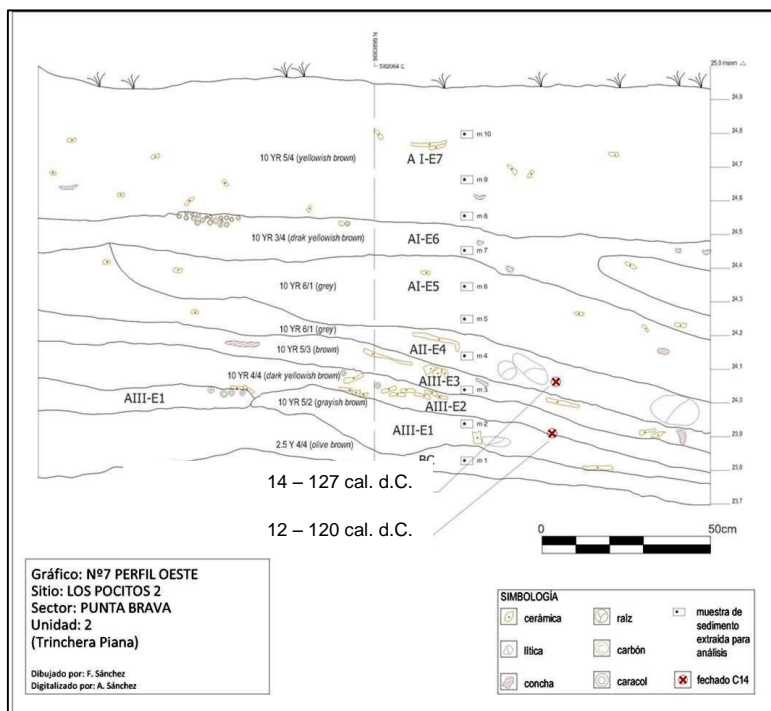 N 9680956
25,0 msnm
24,9
m 10
24,8
10 YR 5/4 (yellowish brown)
A I-E7
24,7
m 9
24,6
m 8
24,5
10 YR 3/4 (drak yellowish brown)
AI-E6
m 7
24,4
10 YR 6/1 (grey)
AI-E5
m 6
24,3
m 5
10 YR 6/1 (grey)
24,2
10 YR 5/3 (brown)
AII-E4
m 4
24,1
10 YR 4/4 (dark yellowish brown)
AIII-E3
m 3
AIII-E1
10 YR 5/2 (grayish brown)
AIII-E2
24,0
AIII-E1
m 2
23,9
2.5 Y 4/4 (olive brown)
m 1
23,8
23,7
14 – 127 cal. d.C.
12 – 120 cal. d.C.
0
50cm
Gráfico: Nº7 PERFIL OESTE
Sitio: LOS POCITOS 2
Sector: PUNTA BRAVA
Unidad: 2
(Trinchera Piana)
Dibujado por: F. Sánchez
Digitalizado por: A. Sánchez
SIMBOLOGÍA
cerámica
raíz
muestra de
sedimento
extraida para
análisis
lítica
carbón
concha
caracol
fechado C14